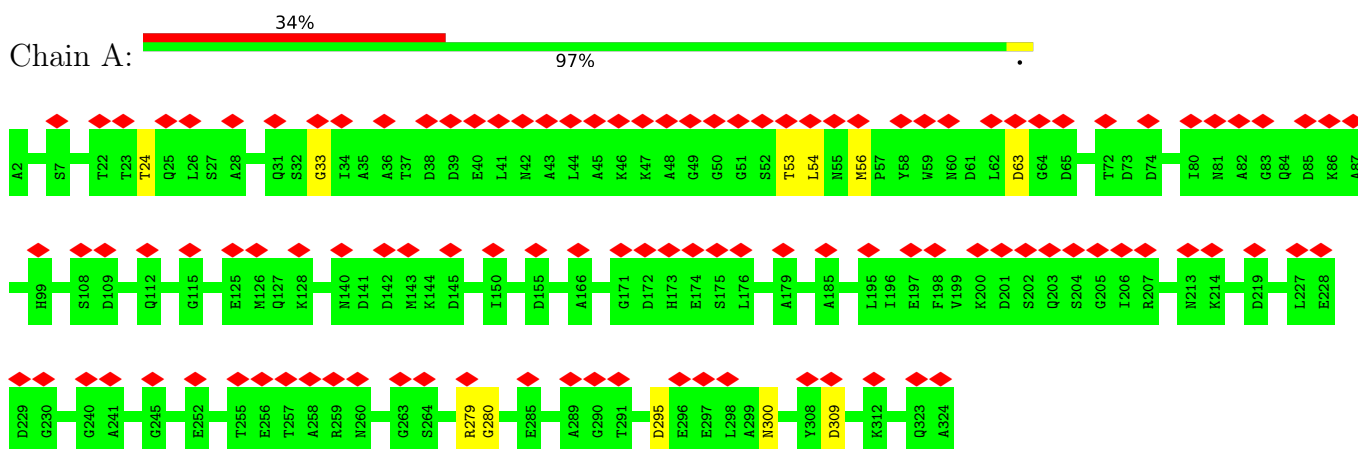 34%
Chain A:
97%
.
A2 S7 T22 T23 T24 Q25 L26 S27 A28 Q31 S32 G33 I34 A35 A36 T37 D38 D39 E40 L41 N42 A43 L44 A45 K46 K47 A48 G49 G50 G51 S52 T53 L54 N55 M56 P57 Y58 W59 N60 D61 L62 D63 G64 D65 T72 D73 D74 I80 N81 A82 G83 Q84 D85 K86 A87
H99 S108 D109 Q112 G115 E125 M126 Q127 K128 N140 D141 D142 M143 K144 D145 I150 D155 A166 G171 D172 H173 E174 S175 L176 A179 A185 L195 I196 E197 F198 V199 K200 D201 S202 Q203 S204 G205 I206 R207 N213 K214 D219 L227 E228
D229 G230 G240 A241 G245 E252 T255 E256 T257 A258 R259 N260 G263 S264 R279 G280 E285 A289 G290 T291 D295 E296 E297 L298 A299 N300 Y308 D309 K312 Q323 A324